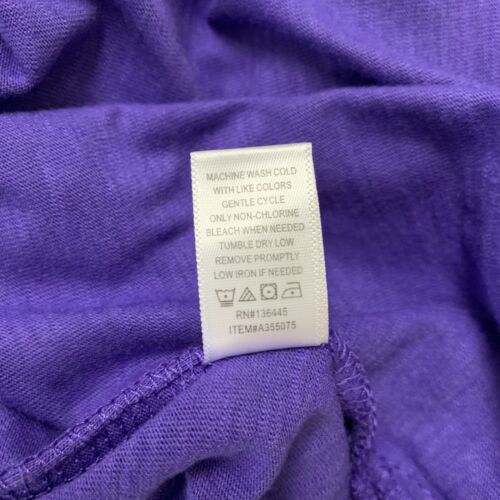 MACHINE WASH COLD
WITH LIKE COLORS
GENTLE CYCLE
ONLY NON-CHLORINE
BLEACH WHEN NEEDED
TUMBLE DRY LOW
REMOVE PROMPTLY
LOW IRON IF NEEDED
RN#136445
ITEM#A355075